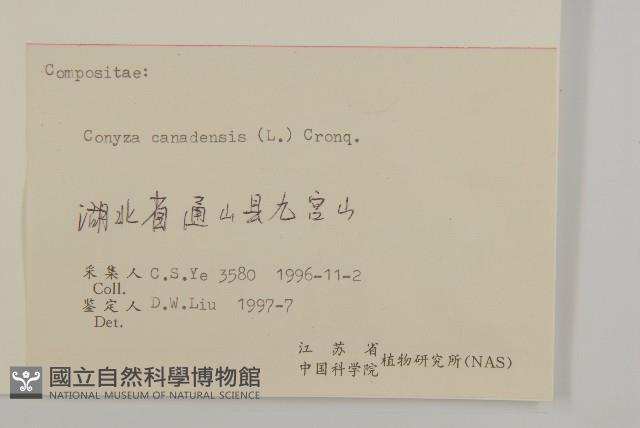 Compositae:
Conyza canadensis (L.) Cronq.
湖北省通山县九宫山
采集人 C.S.Ye 3580 1996-11-2
Coll.
鉴定人 D.W.Liu 1997-7
Det.
江苏省
中国科学院 植物研究所(NAS)
國立自然科學博物館
NATIONAL MUSEUM OF NATURAL SCIENCE